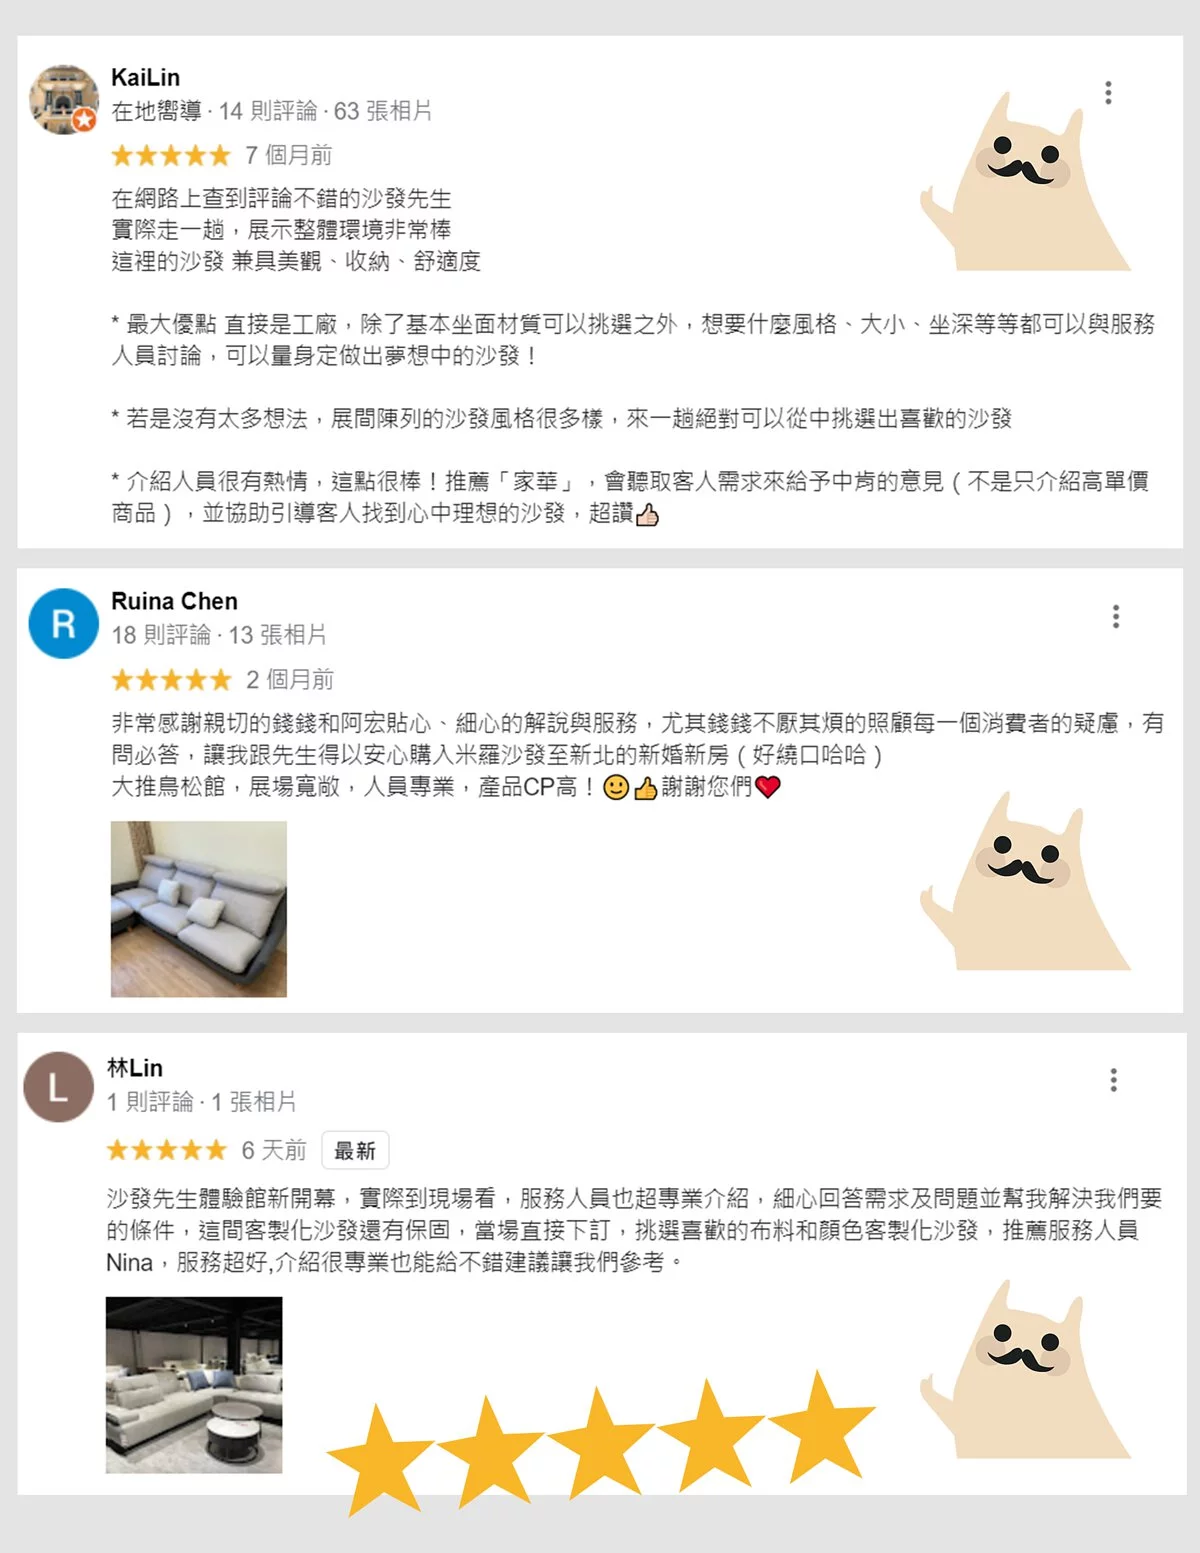 KaiLin
在地嚮導 · 14 則評論 · 63 張相片
7 個月前
在網路上查到評論不錯的沙發先生
實際走一趟，展示整體環境非常棒
這裡的沙發 兼具美觀、收納、舒適度
* 最大優點 直接是工廠，除了基本坐面材質可以挑選之外，想要什麼風格、大小、坐深等等都可以與服務
人員討論，可以量身定做出夢想中的沙發！
* 若是沒有太多想法，展間陳列的沙發風格很多樣，來一趟絕對可以從中挑選出喜歡的沙發
* 介紹人員很有熱情，這點很棒！推薦「家華」，會聽取客人需求來給予中肯的意見（不是只介紹高單價
商品），並協助引導客人找到心中理想的沙發，超讚👍🏻
R
Ruina Chen
18 則評論 · 13 張相片
2 個月前
非常感謝親切的錢錢和阿宏貼心、細心的解說與服務，尤其錢錢不厭其煩的照顧每一個消費者的疑慮，有
問必答，讓我跟先生得以安心購入米羅沙發至新北的新婚新房（好繞口哈哈）
大推鳥松館，展場寬敞，人員專業，產品CP高！🙂👍謝謝您們❤️
L
林Lin
1 則評論 · 1 張相片
6 天前 最新
沙發先生體驗館新開幕，實際到現場看，服務人員也超專業介紹，細心回答需求及問題並幫我解決我們要
的條件，這間客製化沙發還有保固，當場直接下訂，挑選喜歡的布料和顏色客製化沙發，推薦服務人員
Nina，服務超好,介紹很專業也能給不錯建議讓我們參考。